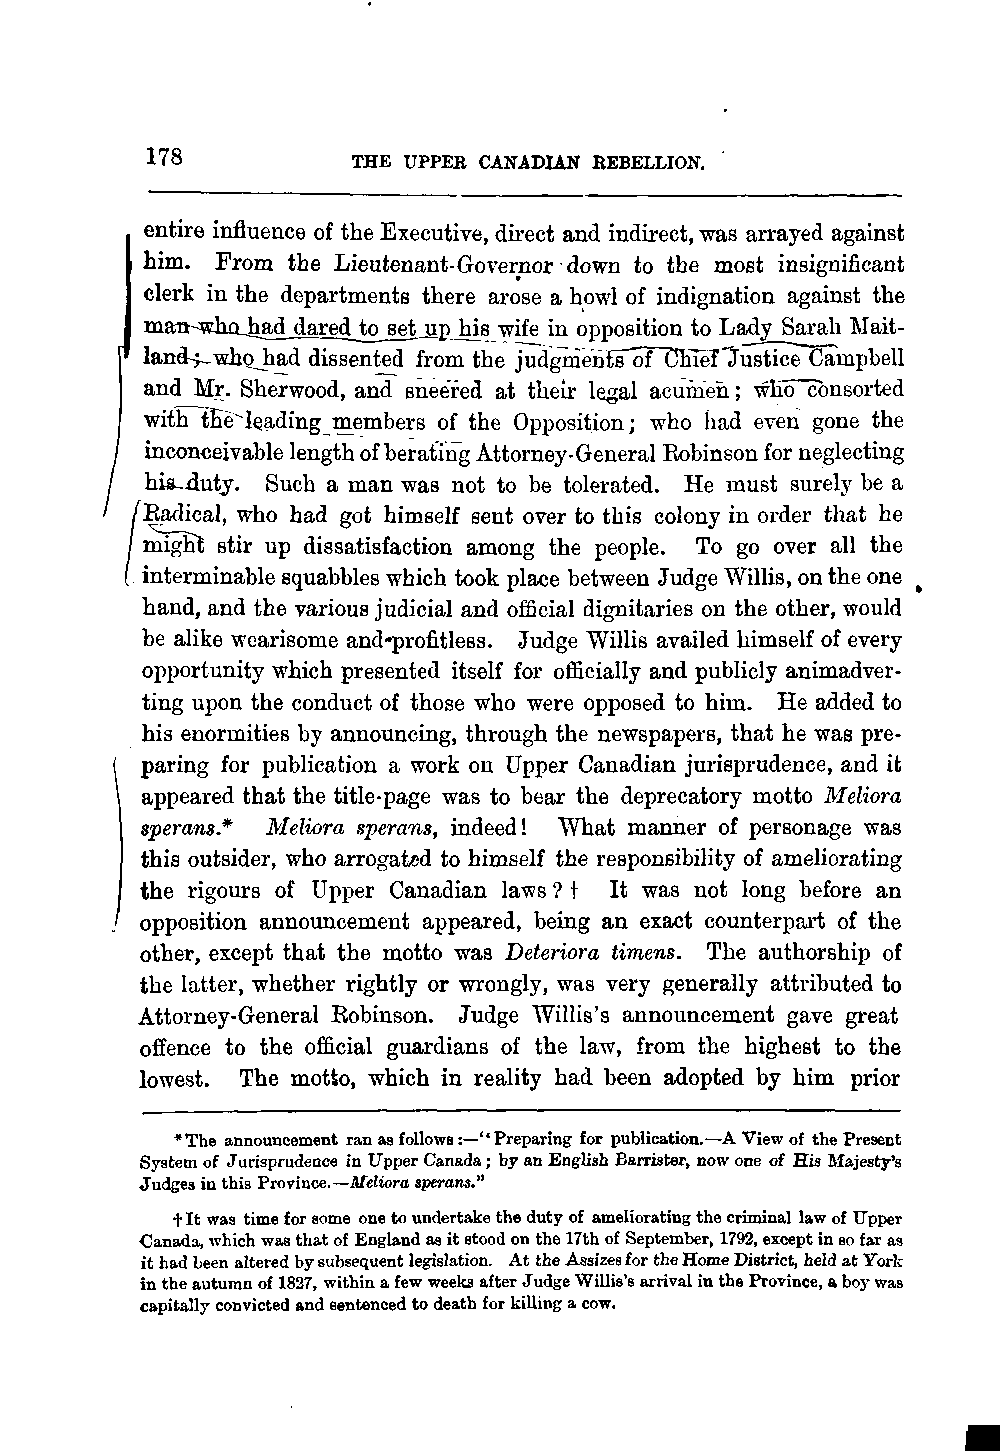 178
THE UPPER CANADIAN REBELLION.
entire influence of the Executive, direct and indirect, was arrayed against
him. From the Lieutenant-Governor down to the most insignificant
clerk in the departments there arose a howl of indignation against the
man who had dared to set up his wife in opposition to Lady Sarah Mait-
land; who had dissented from the judgments of Chief Justice Campbell
and Mr. Sherwood, and sneered at their legal acumen; who consorted
with the leading members of the Opposition; who had even gone the
inconceivable length of berating Attorney-General Robinson for neglecting
his duty. Such a man was not to be tolerated. He must surely be a
Radical, who had got himself sent over to this colony in order that he
might stir up dissatisfaction among the people. To go over all the
interminable squabbles which took place between Judge Willis, on the one
hand, and the various judicial and official dignitaries on the other, would
be alike wearisome and profitless. Judge Willis availed himself of every
opportunity which presented itself for officially and publicly animadver-
ting upon the conduct of those who were opposed to him. He added to
his enormities by announcing, through the newspapers, that he was pre-
paring for publication a work on Upper Canadian jurisprudence, and it
appeared that the title-page was to bear the deprecatory motto Meliora
sperans.* Meliora sperans, indeed! What manner of personage was
this outsider, who arrogated to himself the responsibility of ameliorating
the rigours of Upper Canadian laws?† It was not long before an
opposition announcement appeared, being an exact counterpart of the
other, except that the motto was Deteriora timens. The authorship of
the latter, whether rightly or wrongly, was very generally attributed to
Attorney-General Robinson. Judge Willis's announcement gave great
offence to the official guardians of the law, from the highest to the
lowest. The motto, which in reality had been adopted by him prior
*The announcement ran as follows:—"Preparing for publication.—A View of the Present
System of Jurisprudence in Upper Canada; by an English Barrister, now one of His Majesty's
Judges in this Province.—Meliora sperans."
†It was time for some one to undertake the duty of ameliorating the criminal law of Upper
Canada, which was that of England as it stood on the 17th of September, 1792, except in so far as
it had been altered by subsequent legislation. At the Assizes for the Home District, held at York
in the autumn of 1827, within a few weeks after Judge Willis's arrival in the Province, a boy was
capitally convicted and sentenced to death for killing a cow.